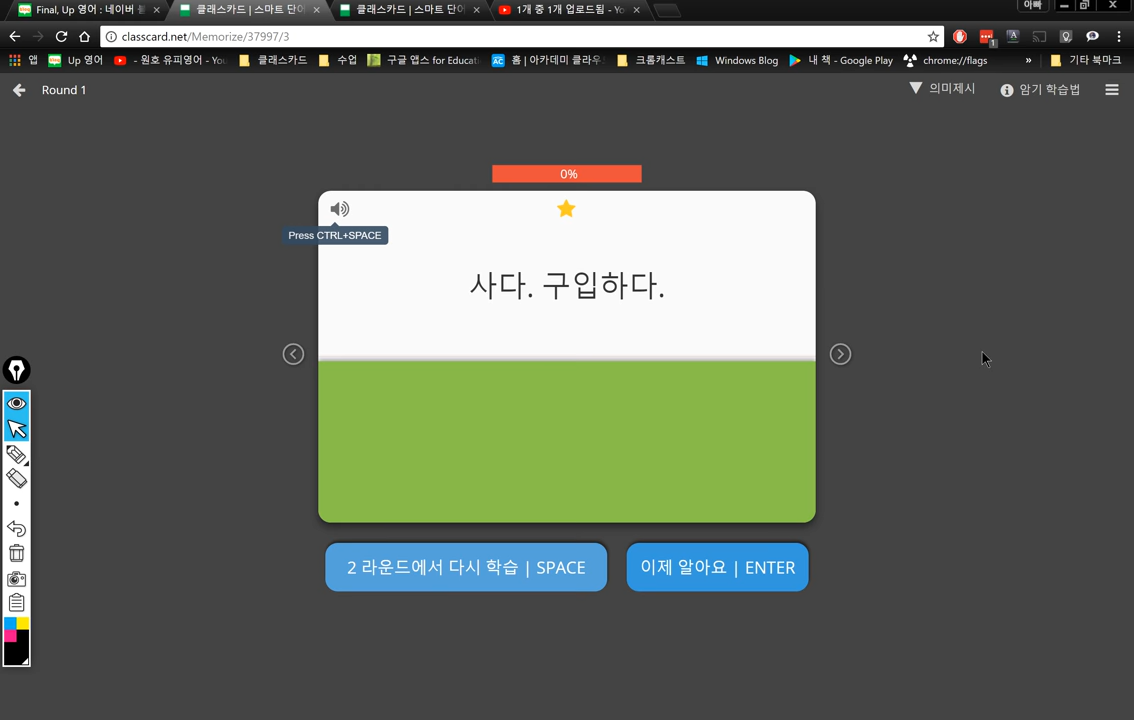 Final, Up 영어 : 네이버 블
클래스카드 | 스마트 단어
클래스카드 | 스마트 단어
1개 중 1개 업로드됨 - Yo
아빠
classcard.net/Memorize/37997/3
앱
Up 영어
- 원호 유피영어 - You
클래스카드
수업
구글 앱스 for Educati
홈 | 아카데미 클라우
크롬캐스트
Windows Blog
내 책 - Google Play
chrome://flags
»
기타 북마크
Round 1
의미제시
암기 학습법
0%
Press CTRL+SPACE
사다. 구입하다.
2 라운드에서 다시 학습 | SPACE
이제 알아요 | ENTER